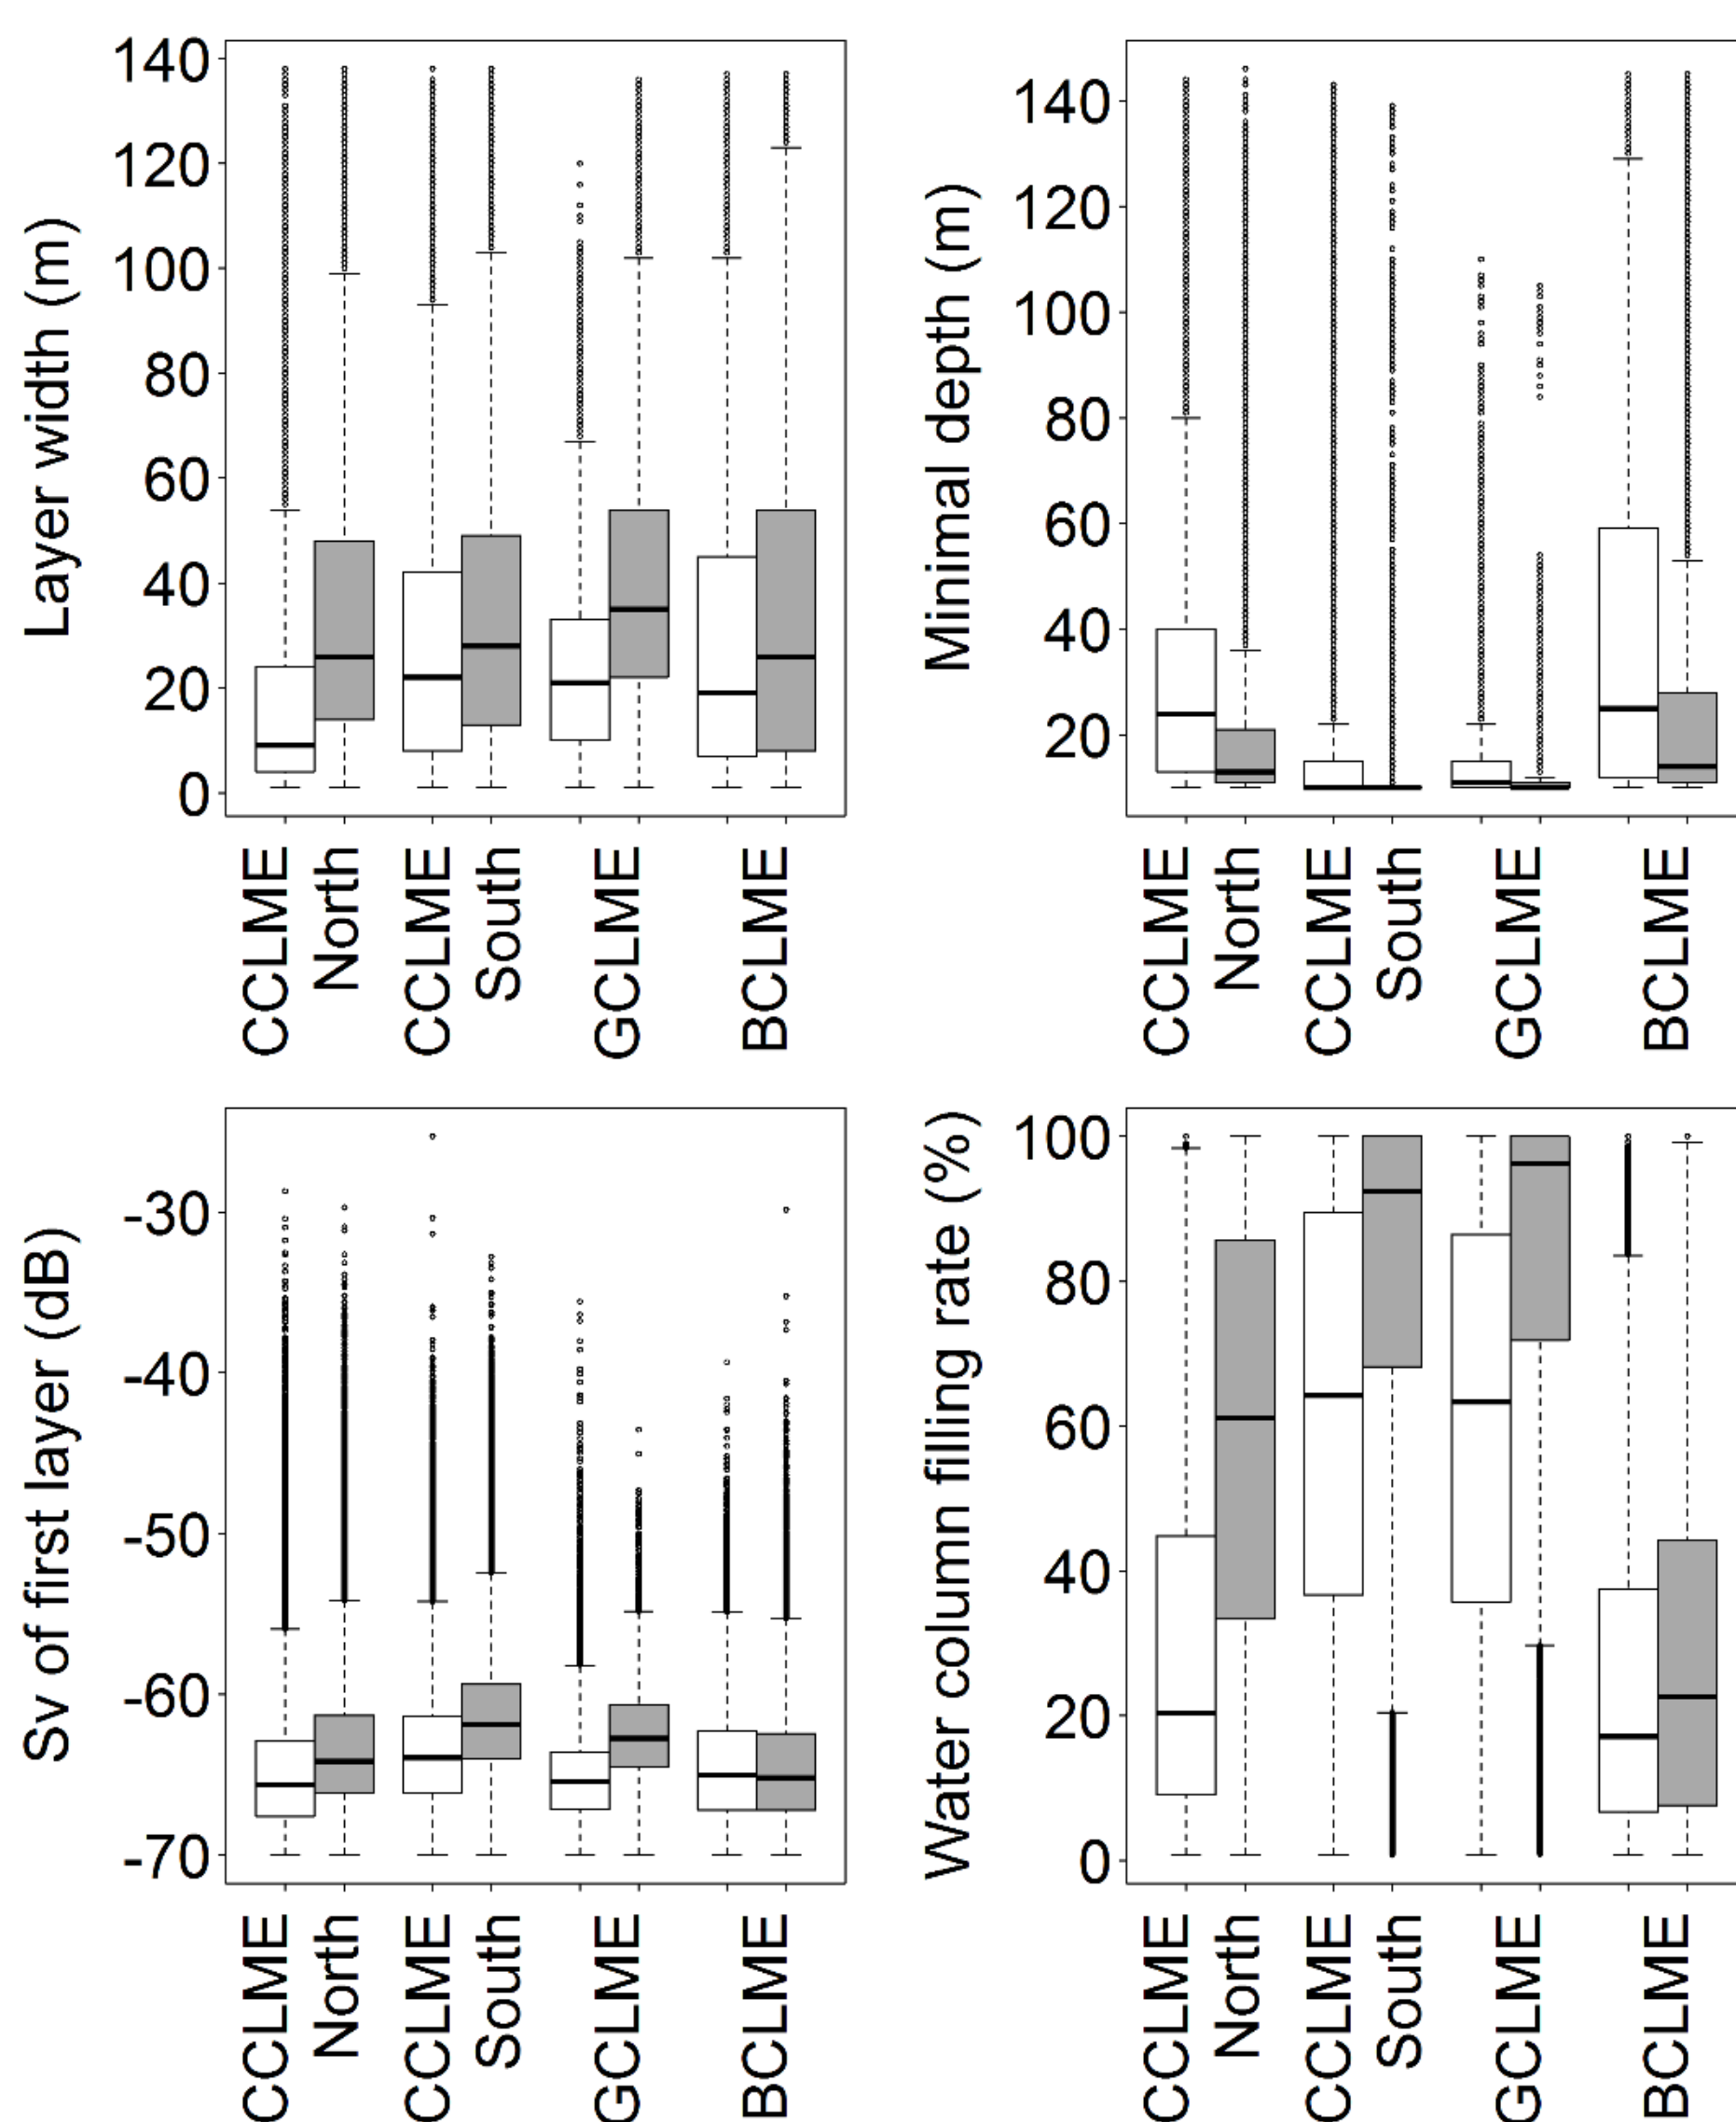 Layer width (m)
140
120
100
80
60
40
20
0
CCLME
North
CCLME
South
GCLME
BCLME
Minimal depth (m)
140
120
100
80
60
40
20
CCLME
North
CCLME
South
GCLME
BCLME
Sv of first layer (dB)
-30
-40
-50
-60
-70
CCLME
North
CCLME
South
GCLME
BCLME
Water column filling rate (%)
100
80
60
40
20
0
CCLME
North
CCLME
South
GCLME
BCLME